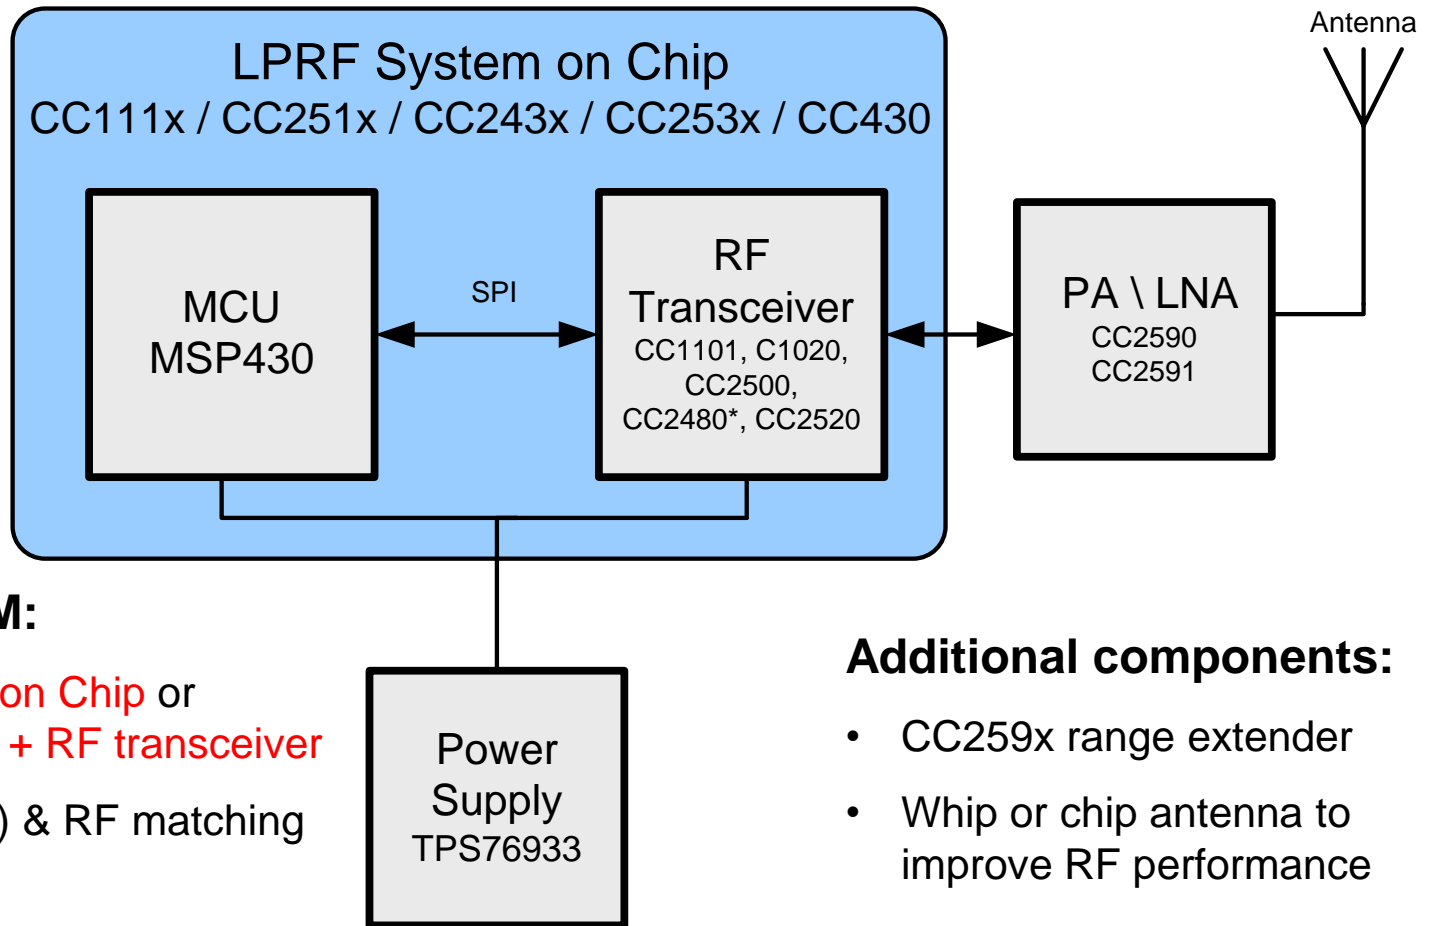 Antenna
LPRF System on Chip
CC111x / CC251x / CC243x / CC253x / CC430
MCU
MSP430
SPI
RF
Transceiver
CC1101, C1020,
CC2500,
CC2480*, CC2520
PA \ LNA
CC2590
CC2591
M:
on Chip or
+ RF transceiver
) & RF matching
Power
Supply
TPS76933
Additional components:
• CC259x range extender
• Whip or chip antenna to
improve RF performance